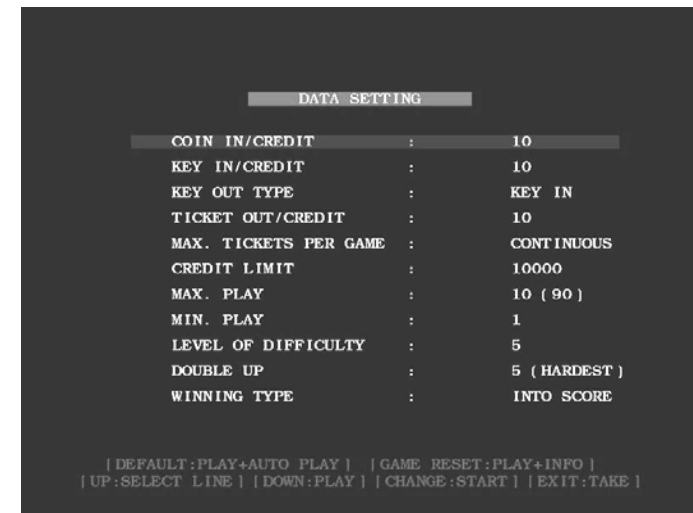 DATA SETTING
COIN IN/CREDIT : 10
KEY IN/CREDIT : 10
KEY OUT TYPE : KEY IN
TICKET OUT/CREDIT : 10
MAX. TICKETS PER GAME : CONTINUOUS
CREDIT LIMIT : 10000
MAX. PLAY : 10 (90)
MIN. PLAY : 1
LEVEL OF DIFFICULTY : 5
DOUBLE UP : 5 (HARDEST)
WINNING TYPE : INTO SCORE
[DEFAULT:PLAY+AUTO PLAY] [GAME RESET:PLAY+INFO]
[UP:SELECT LINE] [DOWN:PLAY] [CHANGE:START] [EXIT:TAKE]